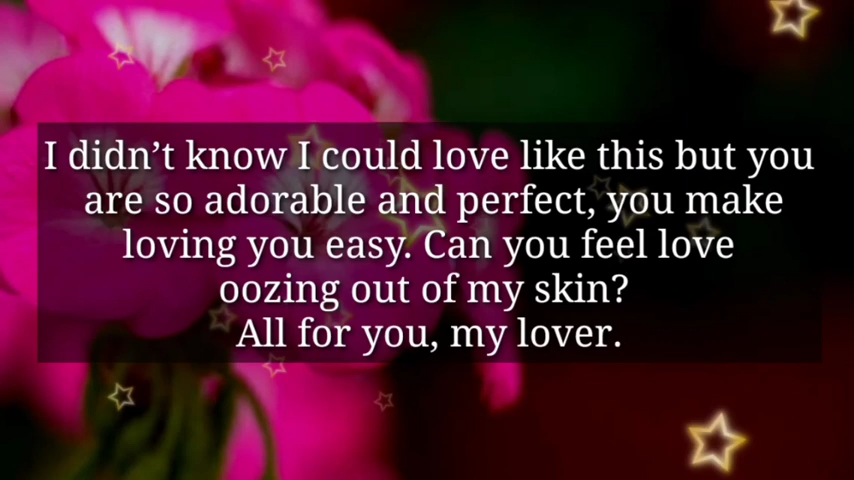 I didn’t know I could love like this but you
are so adorable and perfect, you make
loving you easy. Can you feel love
oozing out of my skin?
All for you, my lover.